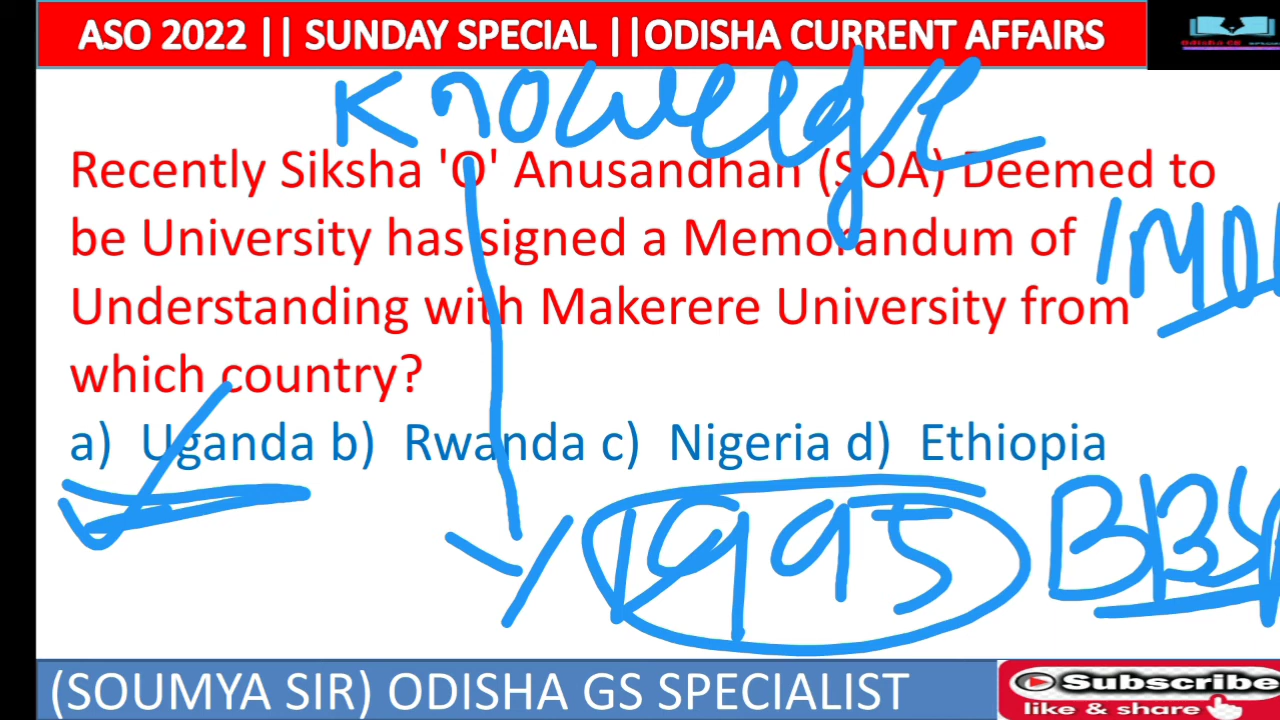 ASO 2022 || SUNDAY SPECIAL ||ODISHA CURRENT AFFAIRS
Recently Siksha 'O' Anusandhan (SOA) Deemed to
be University has signed a Memorandum of
Understanding with Makerere University from
which country?
a) Uganda b) Rwanda c) Nigeria d) Ethiopia
1995
(SOUMYA SIR) ODISHA GS SPECIALIST
Subscribe
like & share